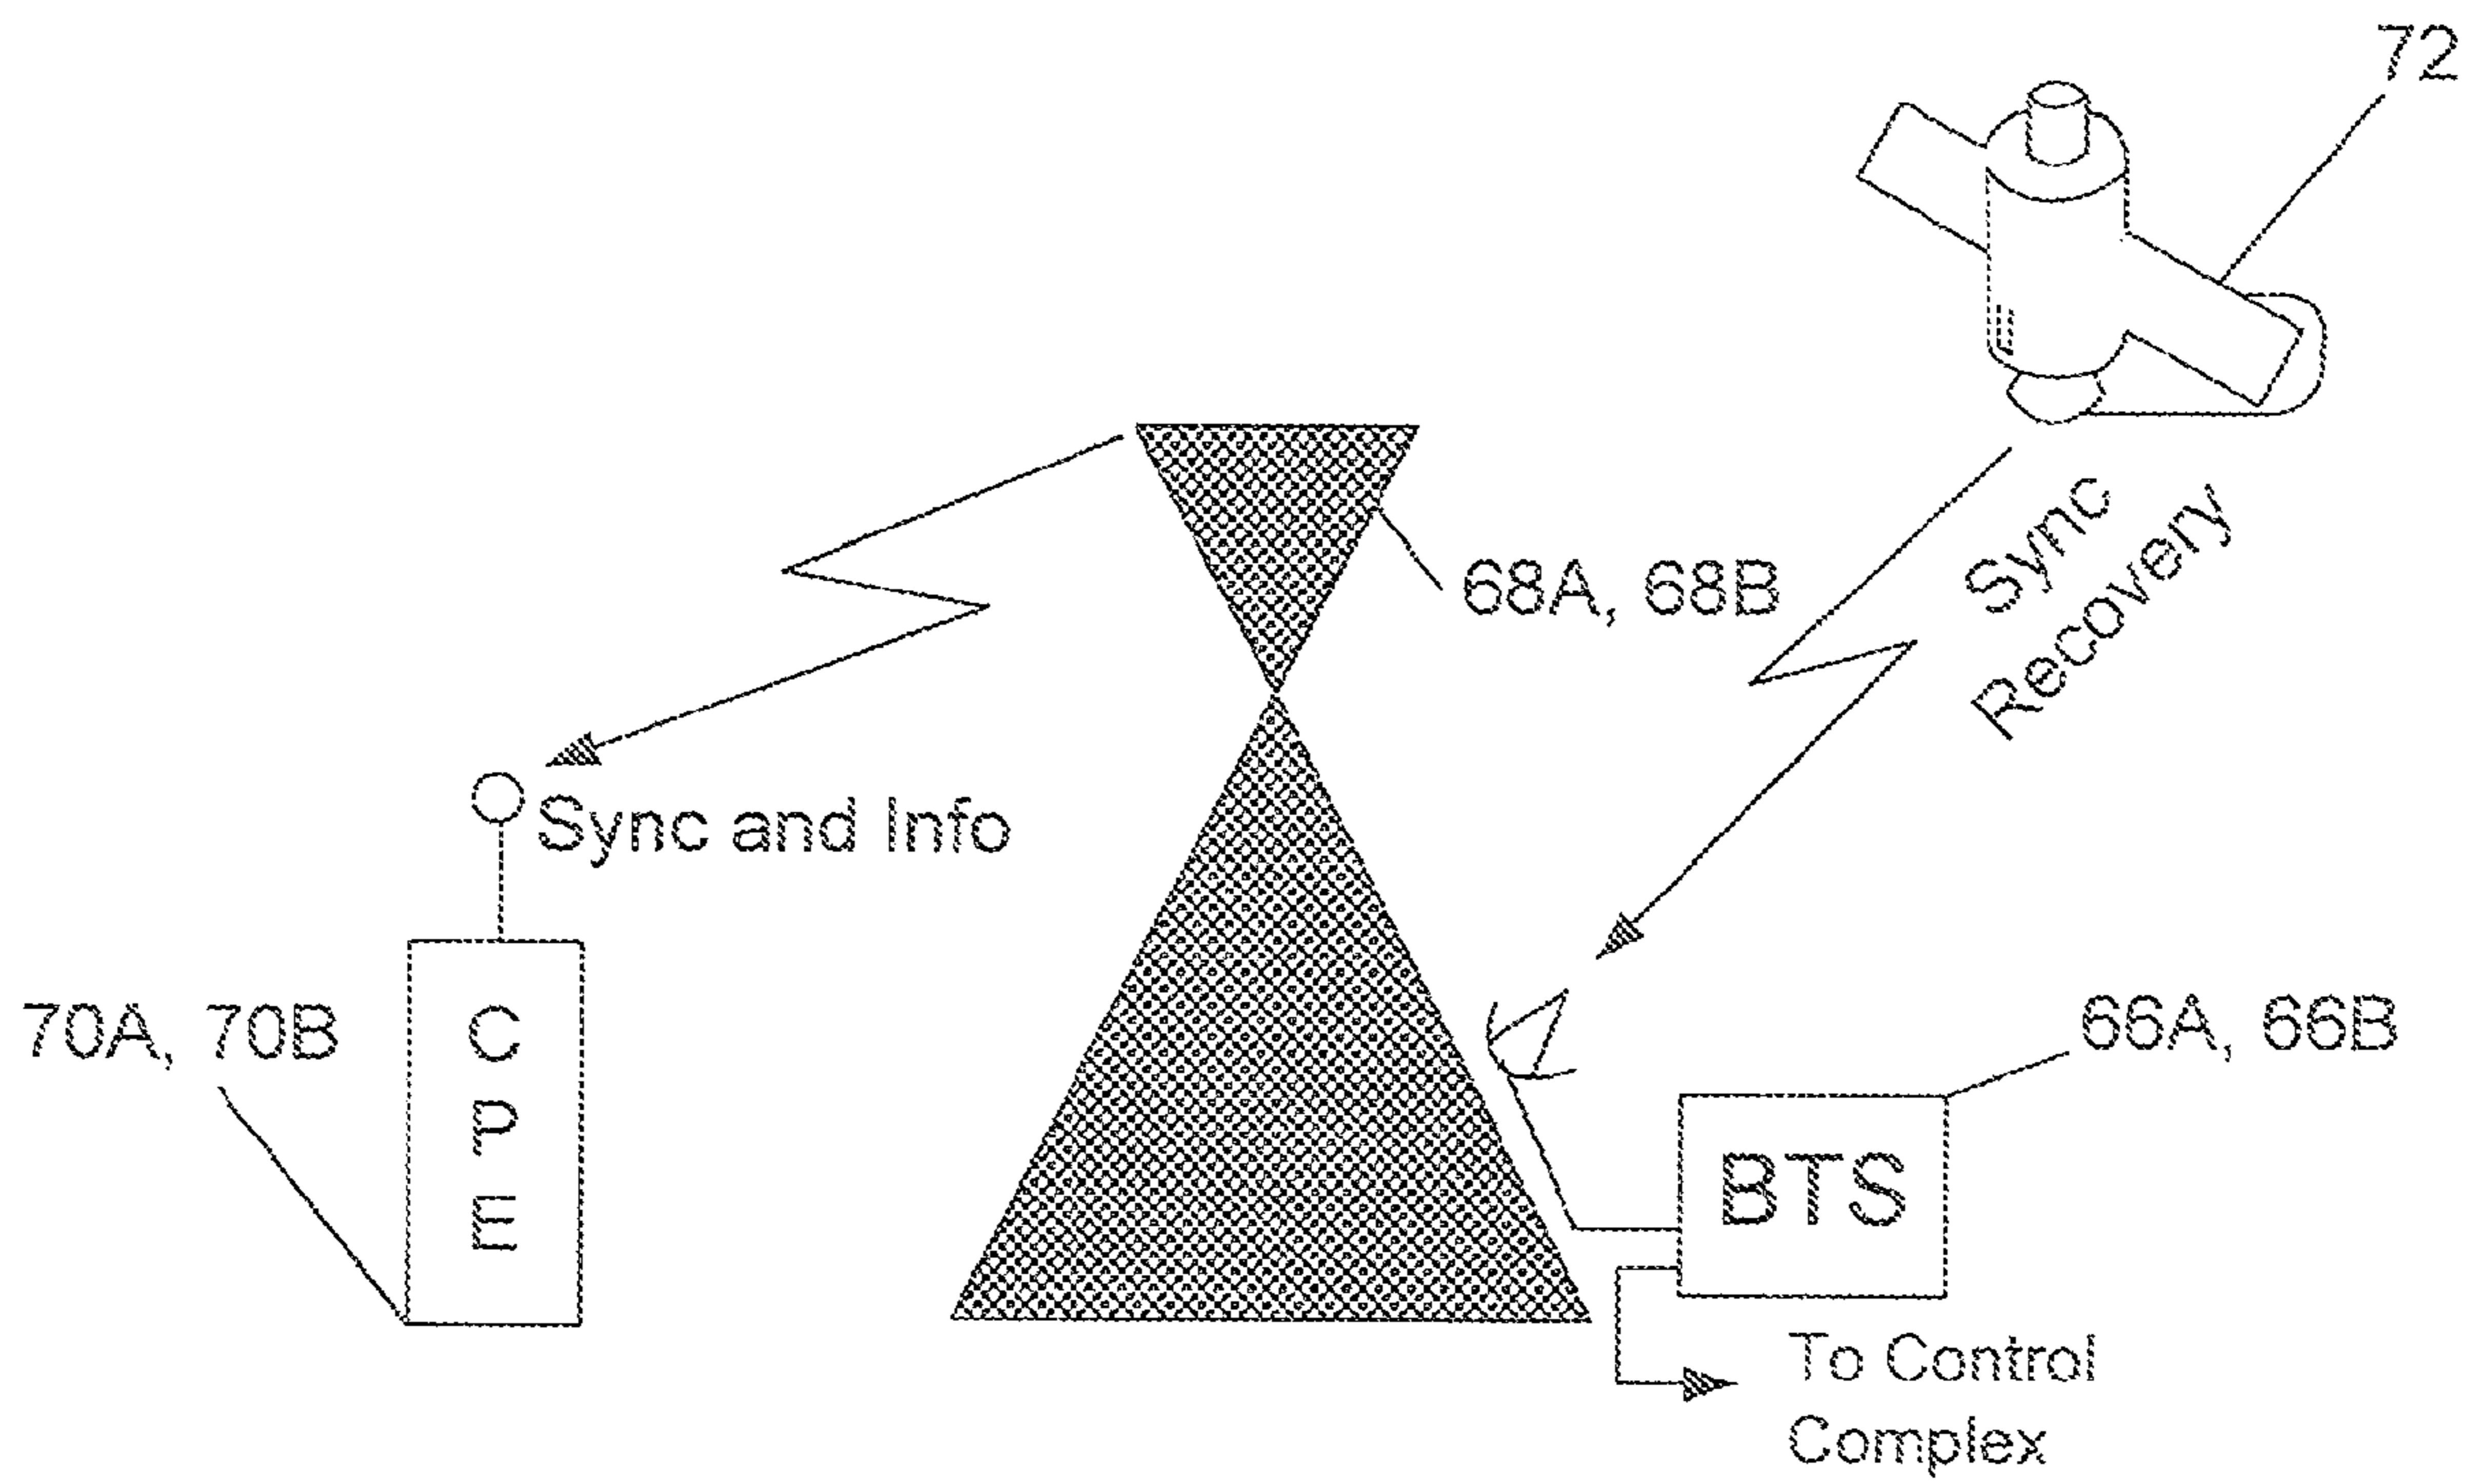 72
68A, 68B
Sync
Recovery
Sync and Info
70A, 70B
C
P
E
66A, 66B
BTS
To Control
Complex